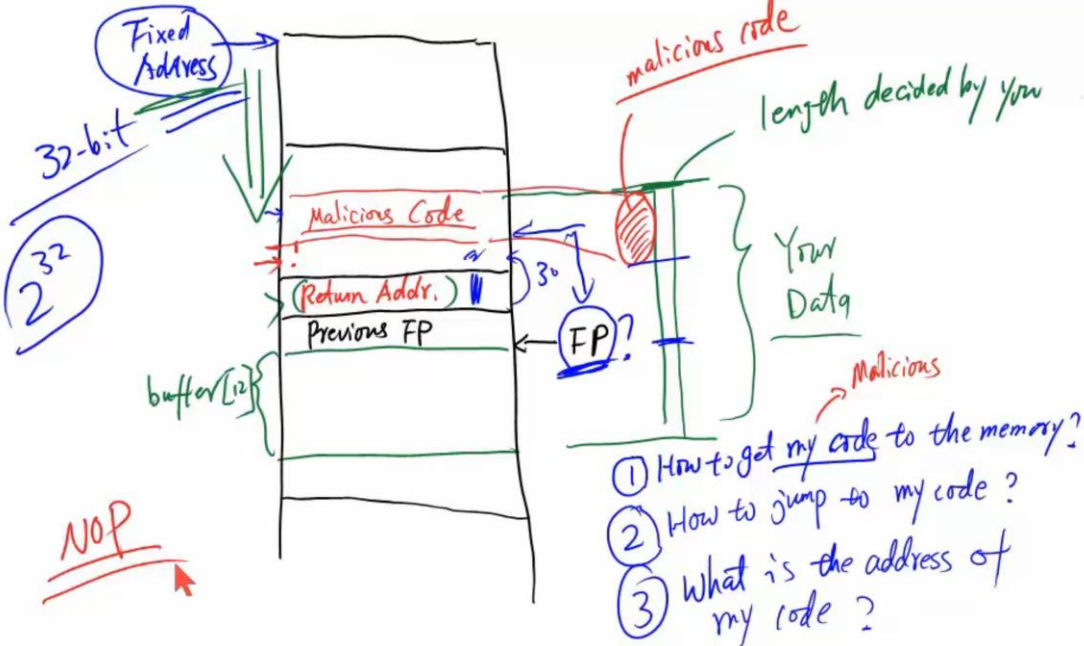 Fixed
Address
32-bit
2^32
malicious code
length decided by you
Malicious Code
(Return Addr.)
30
Previous FP
FP?
buffer[12]
Your
Data
Malicious
① How to get my code to the memory?
② How to jump to my code?
③ What is the address of
my code?
NOP